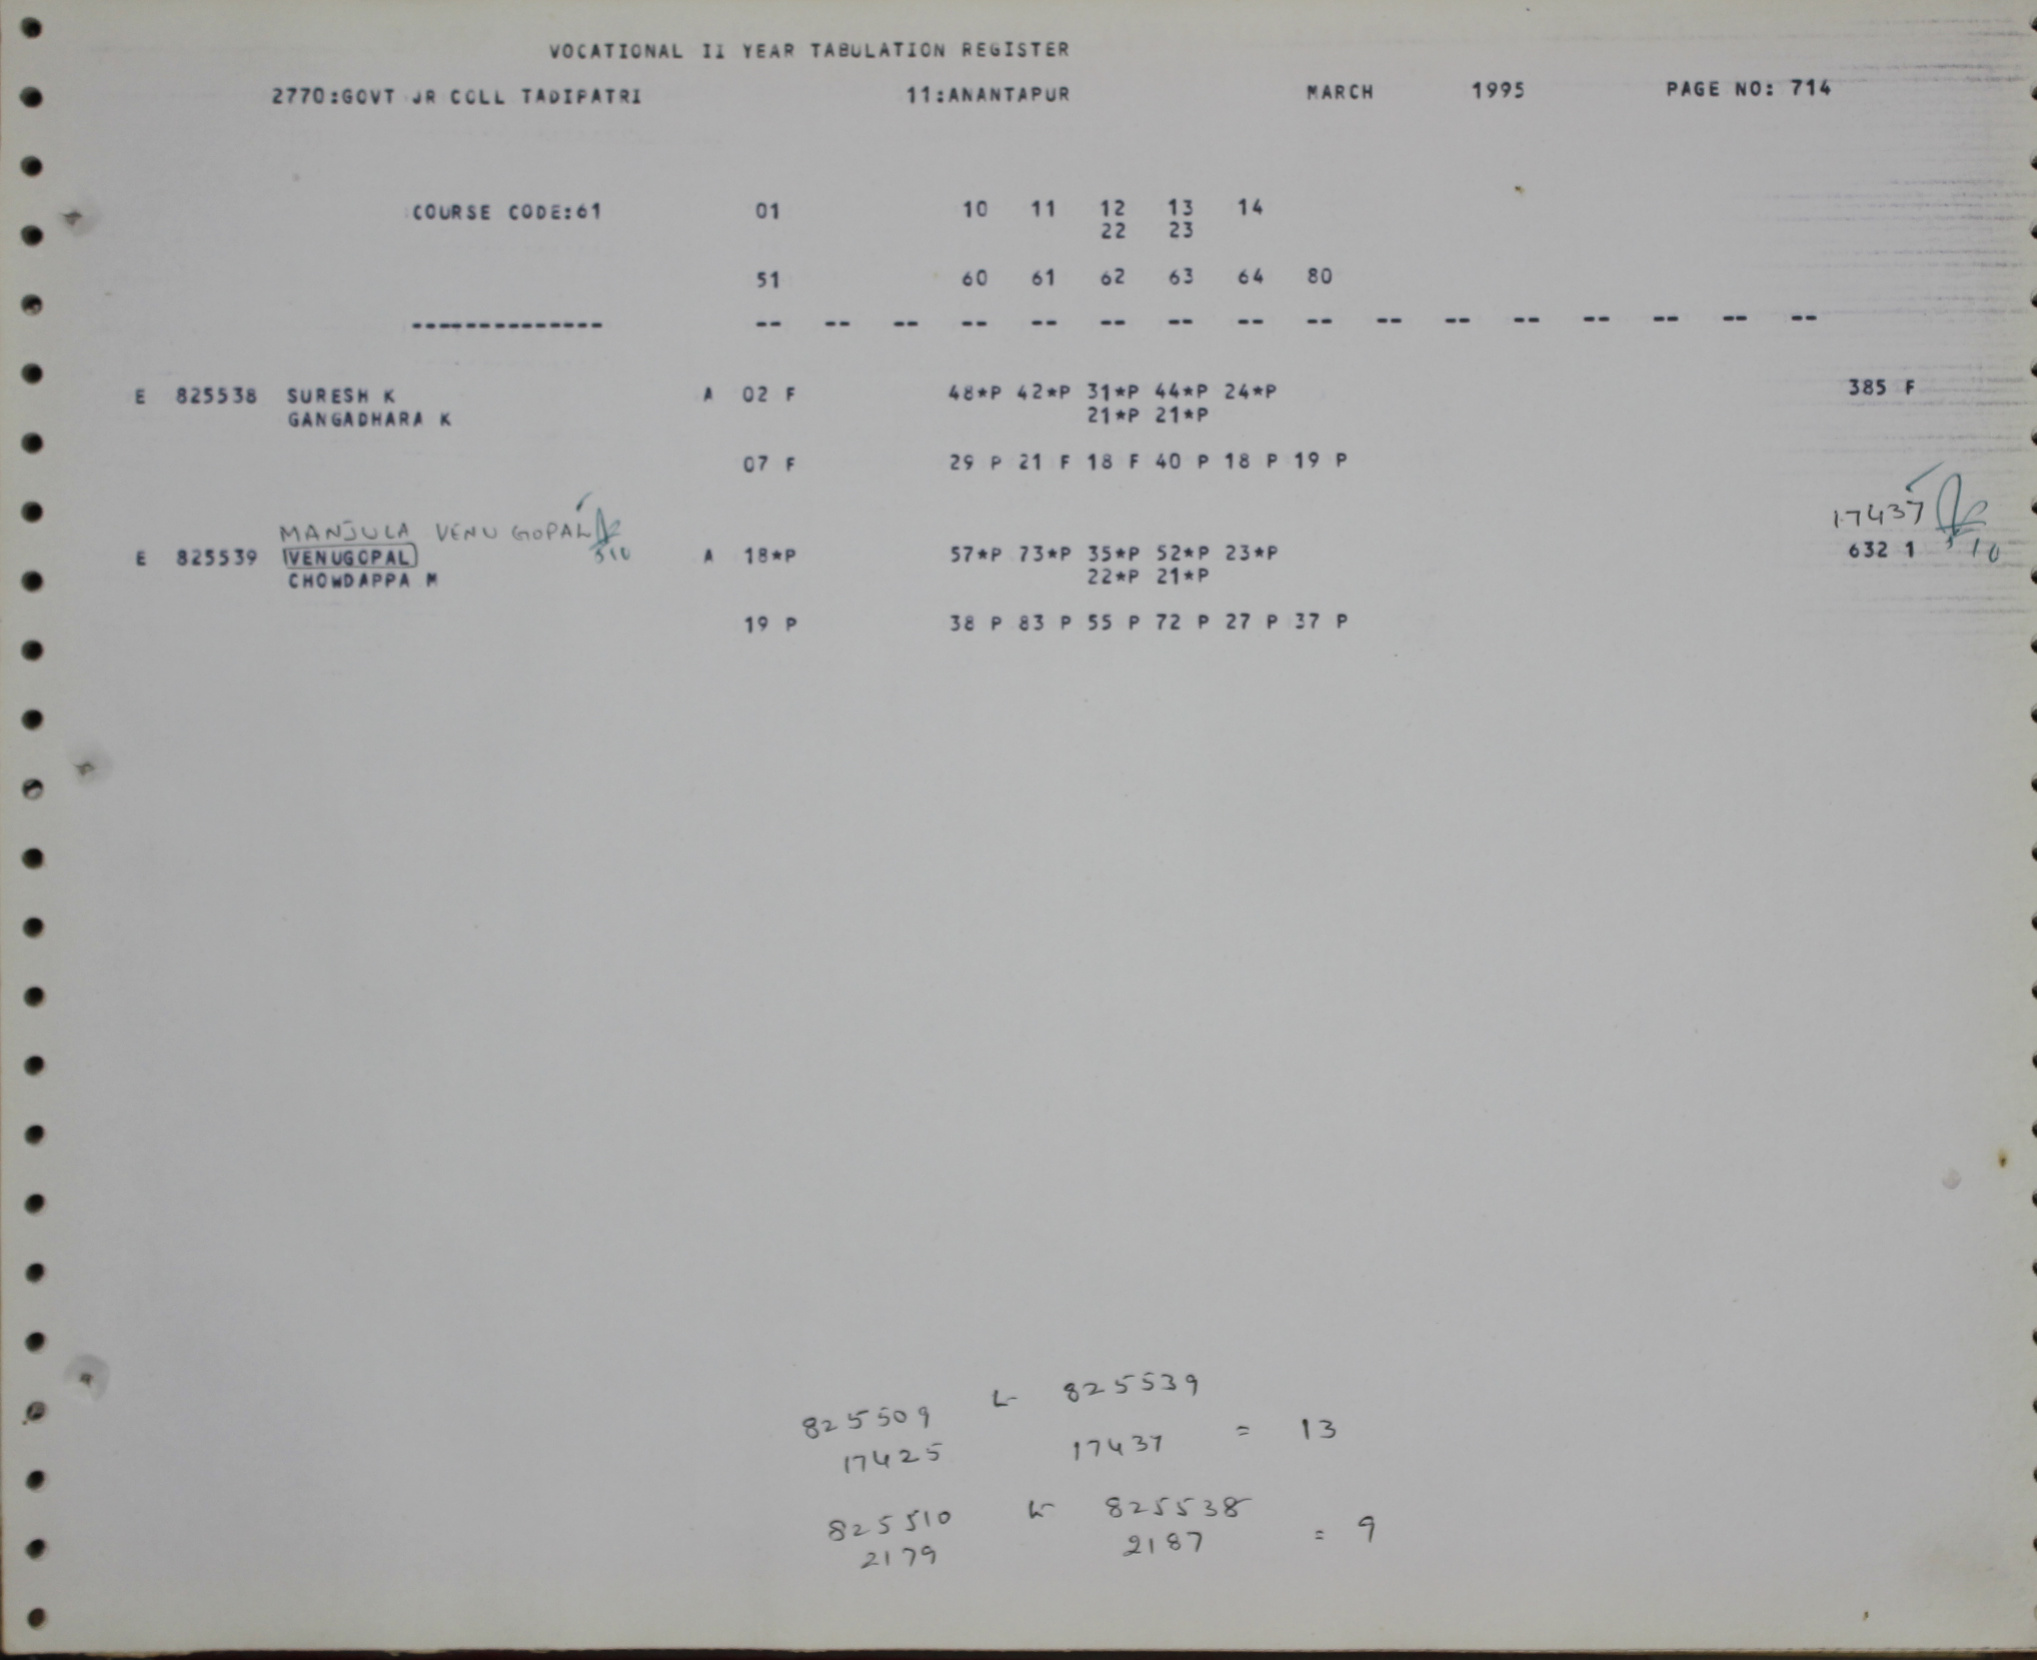 VOCATIONAL II YEAR TABULATION REGISTER
2770:GOVT JR COLL TADIPATRI 11:ANANTAPUR MARCH 1995 PAGE NO: 714
COURSE CODE:61 01 10 11 12 13 14
22 23
51 60 61 62 63 64 80
-------------- -- -- -- -- -- -- -- -- -- -- -- -- -- -- -- --
E 825538 SURESH K A 02 F 48*P 42*P 31*P 44*P 24*P 385 F
GANGADHARA K 21*P 21*P
07 F 29 P 21 F 18 F 40 P 18 P 19 P
MANJULA VENU GOPAL 17437
E 825539 VENUGOPAL A 18*P 57*P 73*P 35*P 52*P 23*P 632 1
CHOWDAPPA M 22*P 21*P
19 P 38 P 83 P 55 P 72 P 27 P 37 P
825509 825539
17425 17437 = 13
825510 825538
2179 2187 = 9